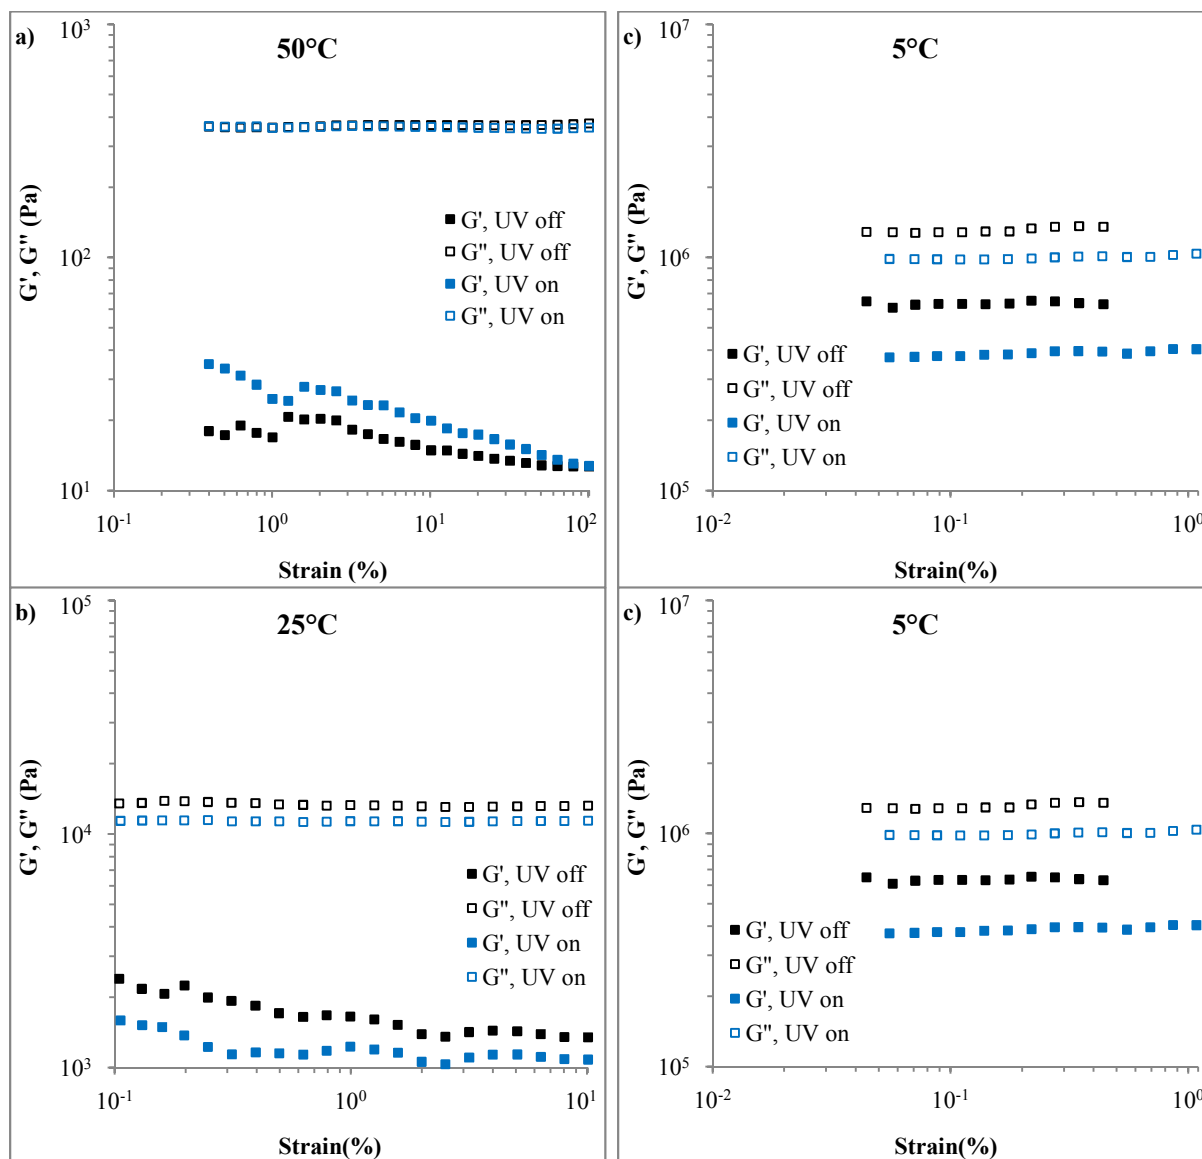 a)
50°C
10³
10²
10¹
G', G" (Pa)
G', UV off
G", UV off
G', UV on
G", UV on
10⁻¹
10⁰
10¹
10²
Strain (%)
c)
5°C
10⁷
10⁶
10⁵
G', G" (Pa)
G', UV off
G", UV off
G', UV on
G", UV on
10⁻²
10⁻¹
10⁰
Strain(%)
b)
25°C
10⁵
10⁴
10³
G', G" (Pa)
G', UV off
G", UV off
G', UV on
G", UV on
10⁻¹
10⁰
10¹
Strain(%)
c)
5°C
10⁷
10⁶
10⁵
G', G" (Pa)
G', UV off
G", UV off
G', UV on
G", UV on
10⁻²
10⁻¹
10⁰
Strain(%)